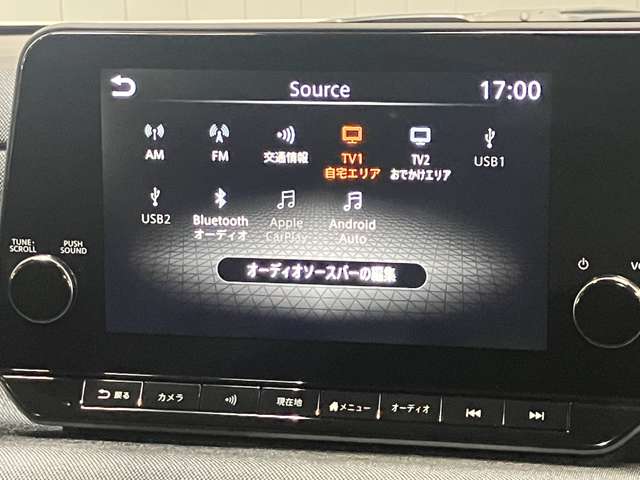 Source
17:00
AM
FM
交通情報
TV1
自宅エリア
TV2
おでかけエリア
USB1
USB2
Bluetooth
オーディオ
Apple
CarPlay
Android
Auto
オーディオソースバーの編集
TUNE·
SCROLL
PUSH
SOUND
VO
戻る
カメラ
現在地
メニュー
オーディオ